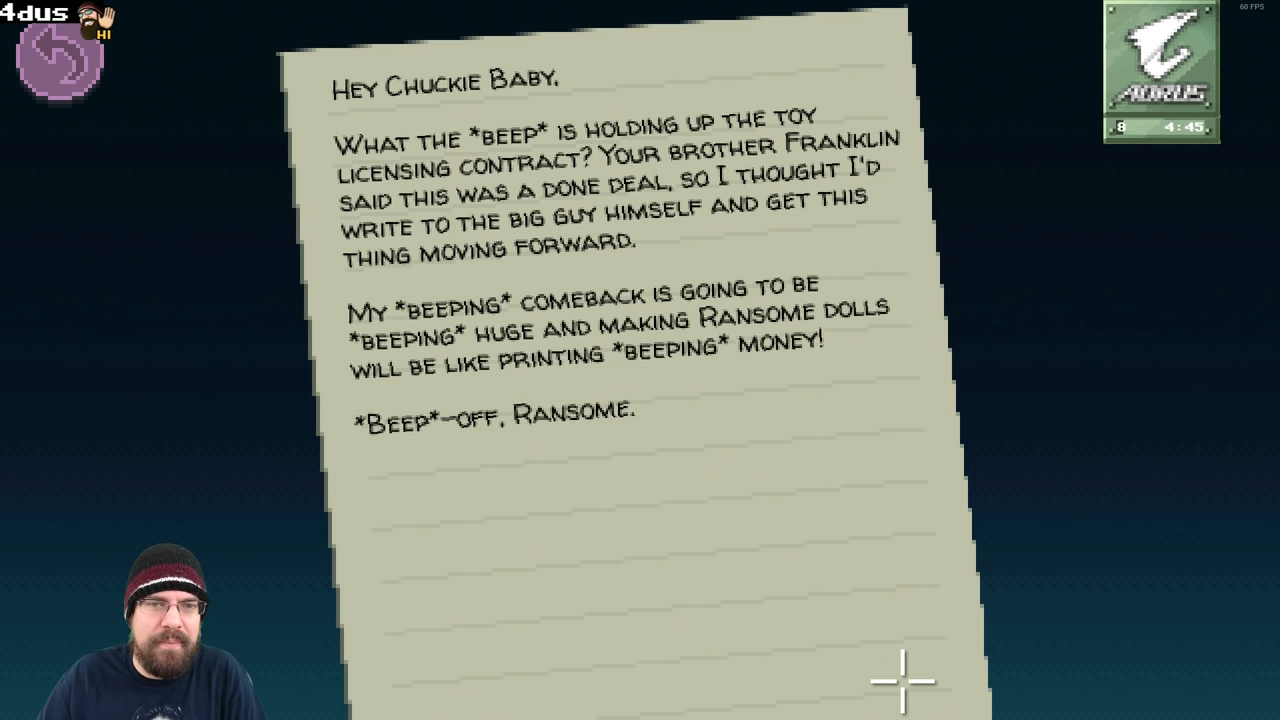 4dus
HI
60 FPS
AORUS
8 4:45
Hey Chuckie Baby,
What the *beep* is holding up the toy
licensing contract? Your brother Franklin
said this was a done deal, so I thought I'd
write to the big guy himself and get this
thing moving forward.
My *beeping* comeback is going to be
*beeping* huge and making Ransome dolls
will be like printing *beeping* money!
*Beep*-off, Ransome.